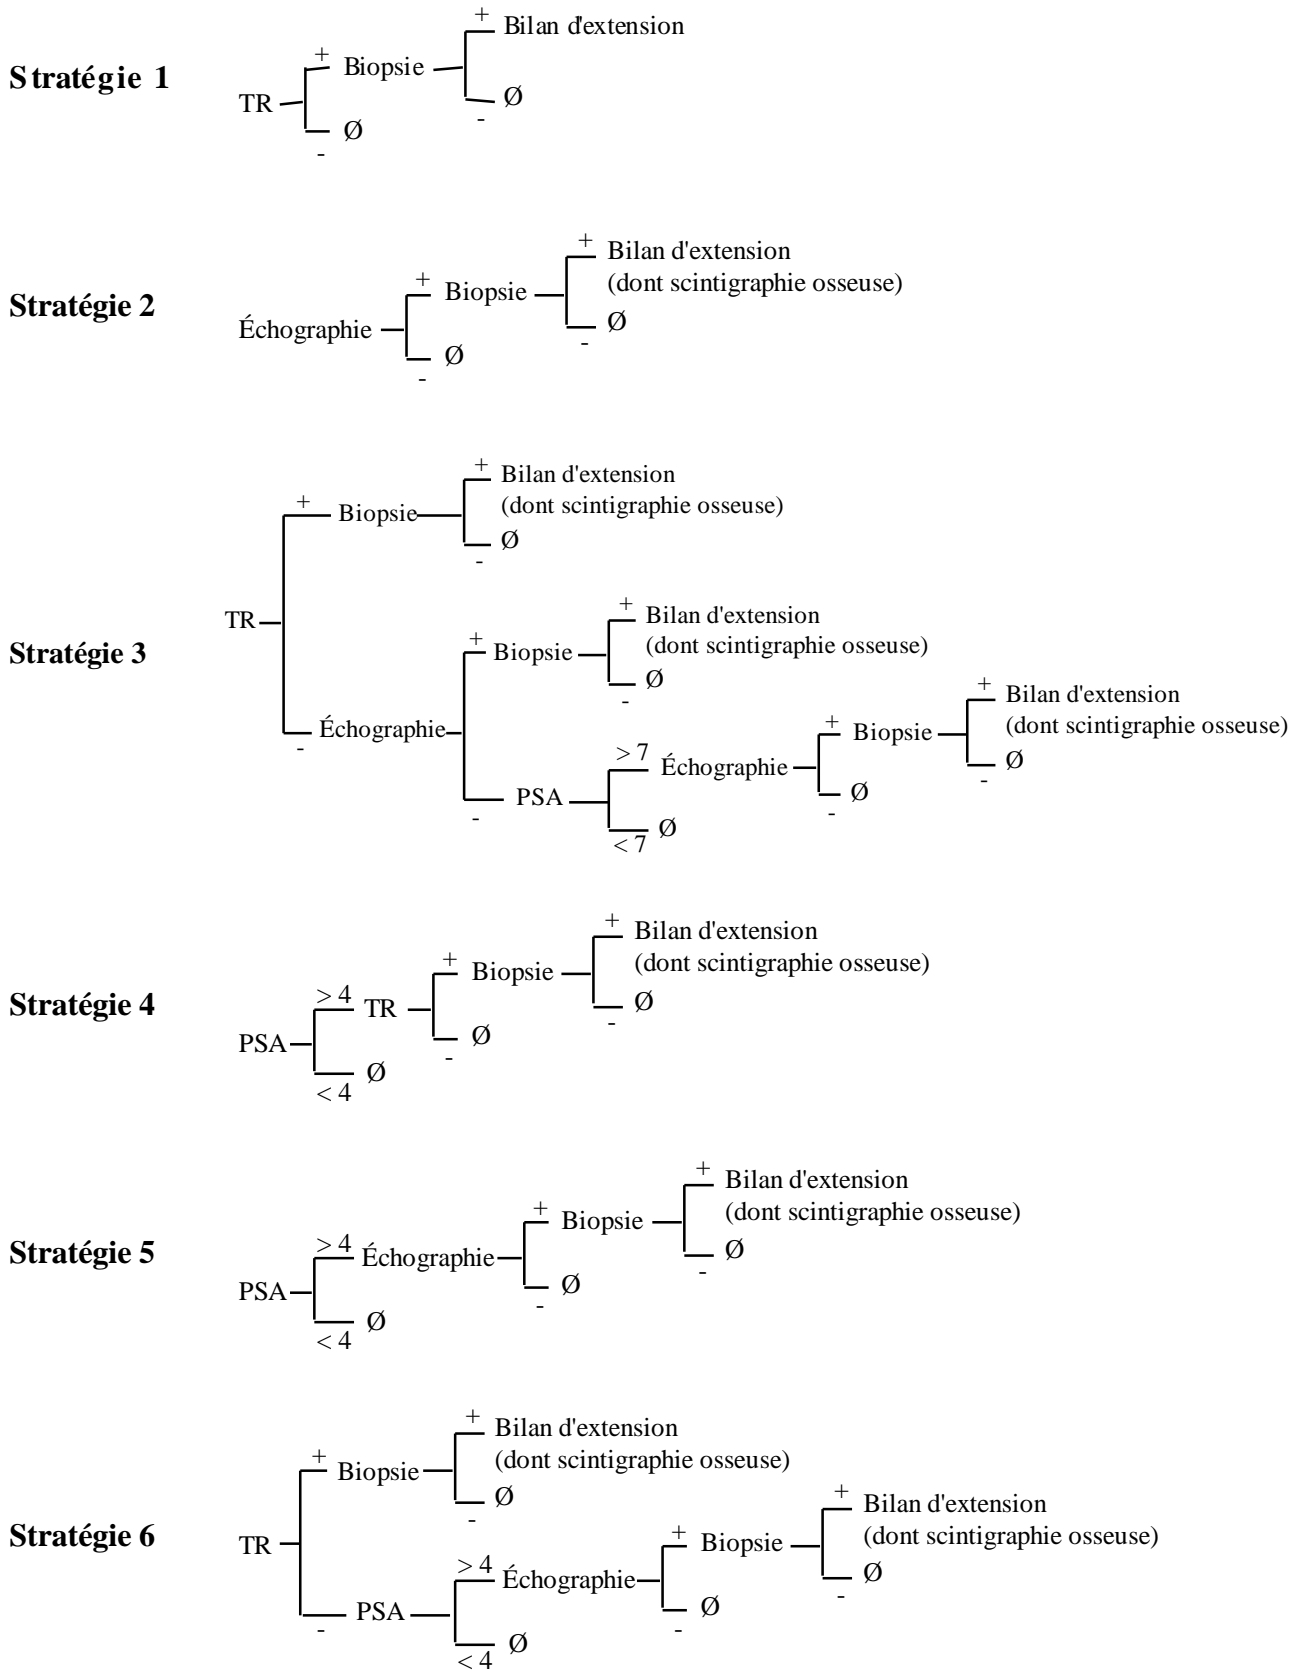 + Bilan d'extension
Stratégie 1
+ Biopsie
TR
Ø
-
Ø
-
+ Bilan d'extension
(dont scintigraphie osseuse)
+ Biopsie
Stratégie 2
Échographie
Ø
-
Ø
-
+ Bilan d'extension
(dont scintigraphie osseuse)
+ Biopsie
Ø
-
TR
Stratégie 3
+ Bilan d'extension
(dont scintigraphie osseuse)
+ Biopsie
Ø
-
- Échographie
+ Bilan d'extension
(dont scintigraphie osseuse)
+ Biopsie
Ø
-
> 7 Échographie
Ø
-
- PSA
Ø
< 7
+ Bilan d'extension
(dont scintigraphie osseuse)
+ Biopsie
Ø
-
Stratégie 4
> 4 TR
Ø
-
PSA
Ø
< 4
+ Bilan d'extension
(dont scintigraphie osseuse)
+ Biopsie
Ø
-
Stratégie 5
> 4 Échographie
Ø
-
PSA
Ø
< 4
+ Bilan d'extension
(dont scintigraphie osseuse)
+ Biopsie
Ø
-
Stratégie 6
TR
+ Bilan d'extension
(dont scintigraphie osseuse)
+ Biopsie
Ø
-
> 4 Échographie
Ø
-
- PSA
Ø
< 4